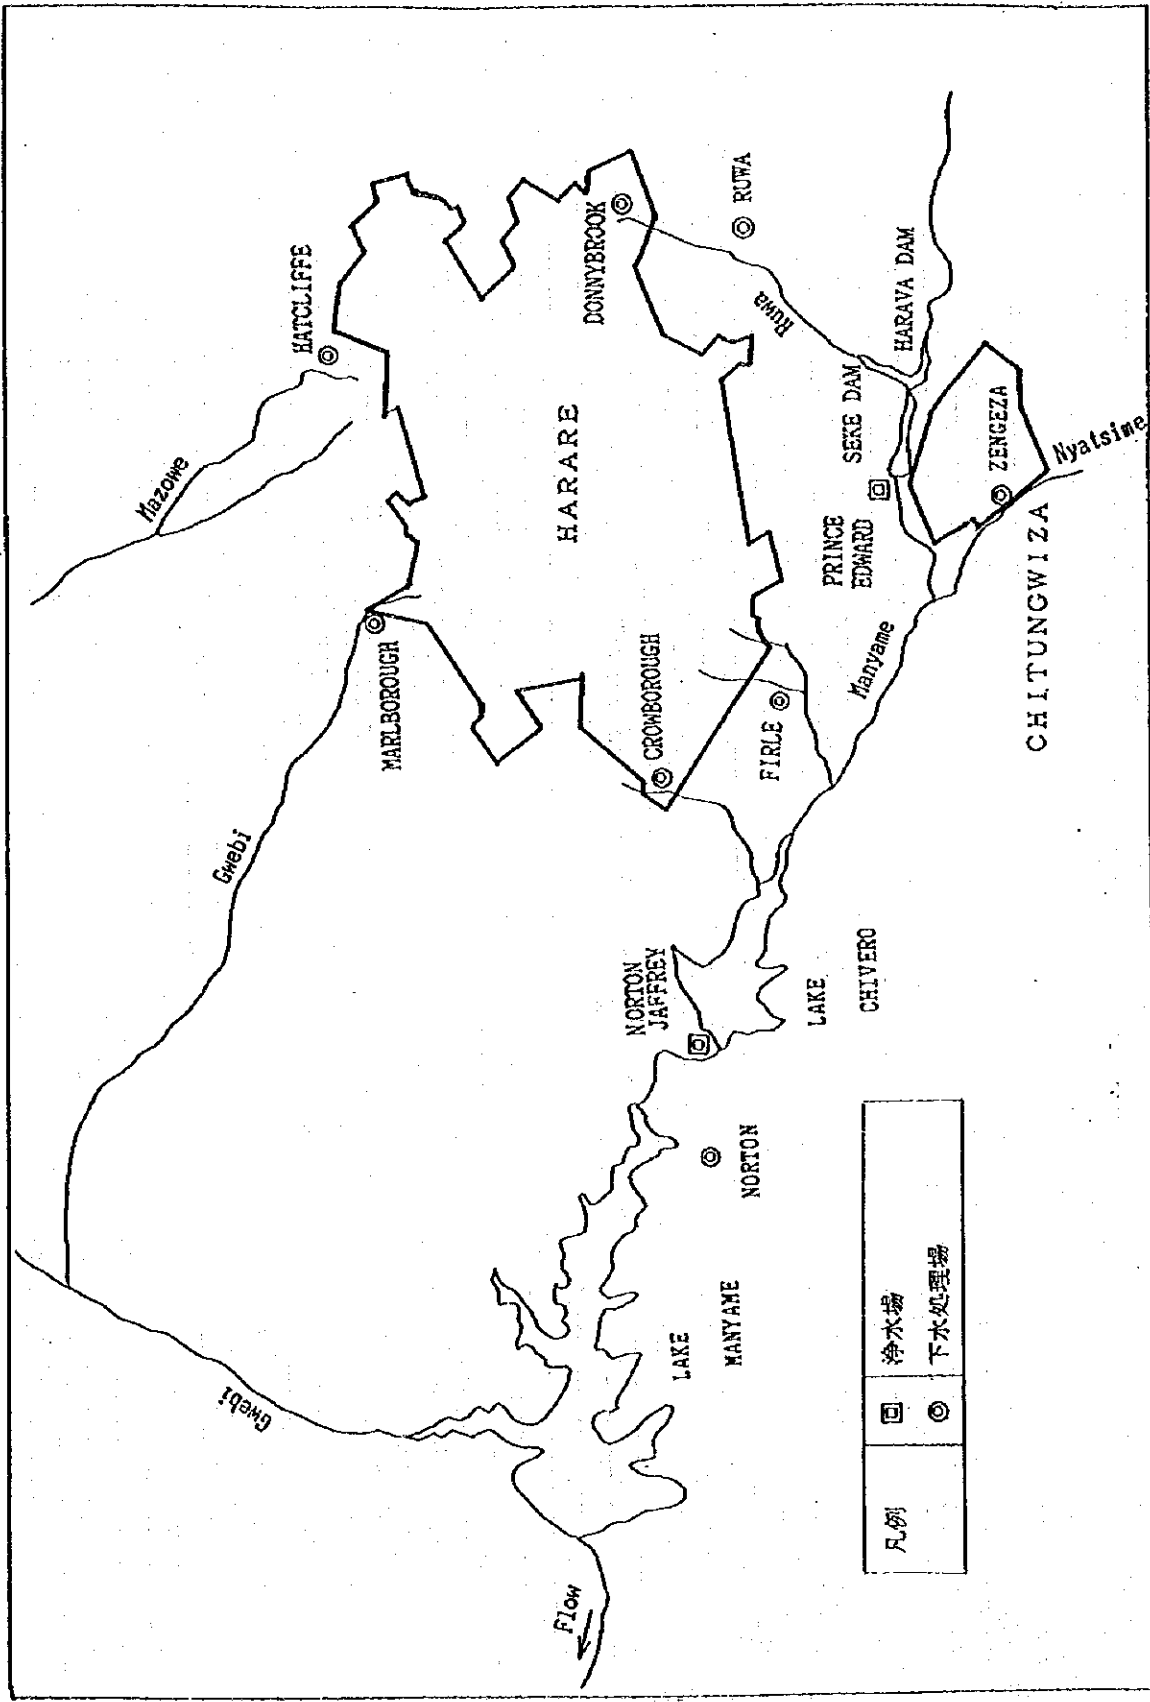 Mazowe
HATCLIFFE
Gwebi
MARLBOROUGH
HARARE
DONNYBROOK
RUWA
Ruwa
CROWBOROUGH
FIRLE
PRINCE
EDWARD
SEKE DAM
HARAVA DAM
Manyame
ZENGEZA
Nyatsime
CHITUNGWIZA
NORTON
JAFFREY
LAKE
CHIVERO
NORTON
LAKE
MANYAME
Gwebi
Flow
凡例
浄水場
下水処理場